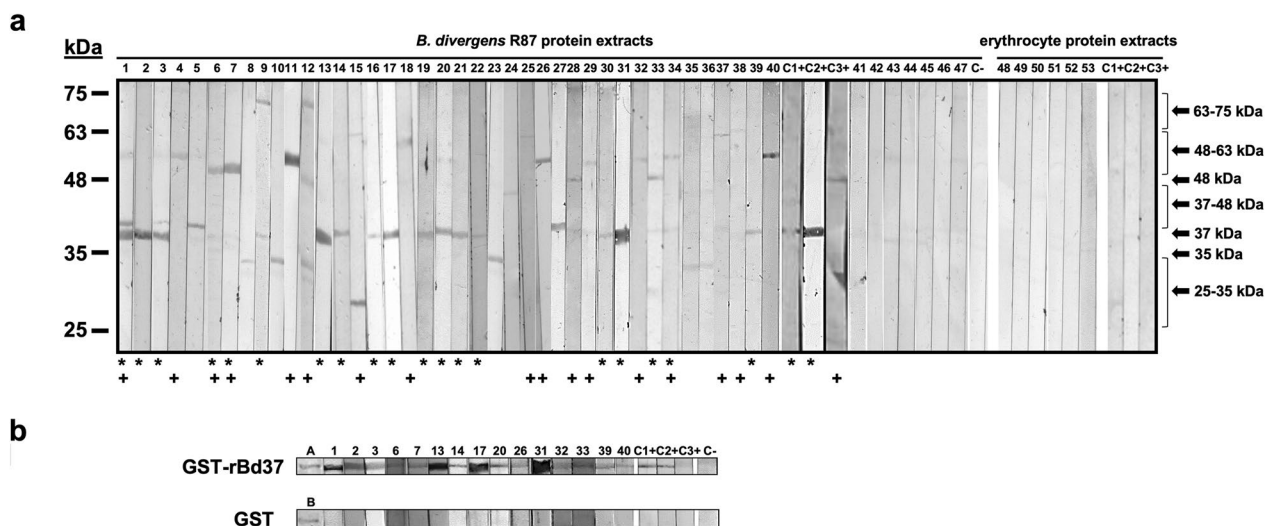 a
kDa
B. divergens R87 protein extracts
erythrocyte protein extracts
1 2 3 4 5 6 7 8 9 10 11 12 13 14 15 16 17 18 19 20 21 22 23 24 25 26 27 28 29 30 31 32 33 34 35 36 37 38 39 40 C1+ C2+ C3+ 41 42 43 44 45 46 47 C- 48 49 50 51 52 53 C1+ C2+ C3+
75
63
48
35
25
63-75 kDa
48-63 kDa
48 kDa
37-48 kDa
37 kDa
35 kDa
25-35 kDa
* * * * * * * * * * * * * * * * * * * * *
+ + + + + + + + + + + + + + + + + +
b
A 1 2 3 6 7 13 14 17 20 26 31 32 33 39 40 C1+ C2+ C3+ C-
GST-rBd37
B
GST